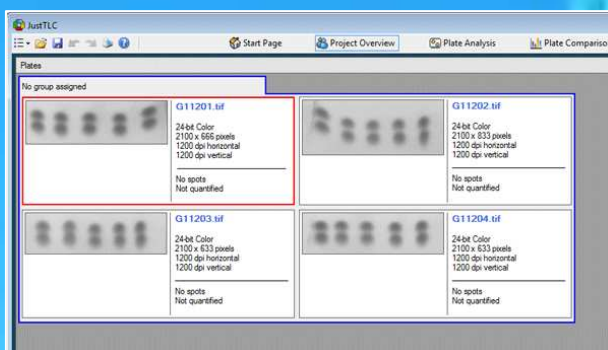 JustTLC
Start Page
Project Overview
Plate Analysis
Plate Compariso
Plates
No group assigned
G11201.tif
24-bit Color
2100 x 666 pixels
1200 dpi horizontal
1200 dpi vertical
No spots
Not quantified
G11202.tif
24-bit Color
2100 x 833 pixels
1200 dpi horizontal
1200 dpi vertical
No spots
Not quantified
G11203.tif
24-bit Color
2100 x 633 pixels
1200 dpi horizontal
1200 dpi vertical
No spots
Not quantified
G11204.tif
24-bit Color
2100 x 633 pixels
1200 dpi horizontal
1200 dpi vertical
No spots
Not quantified